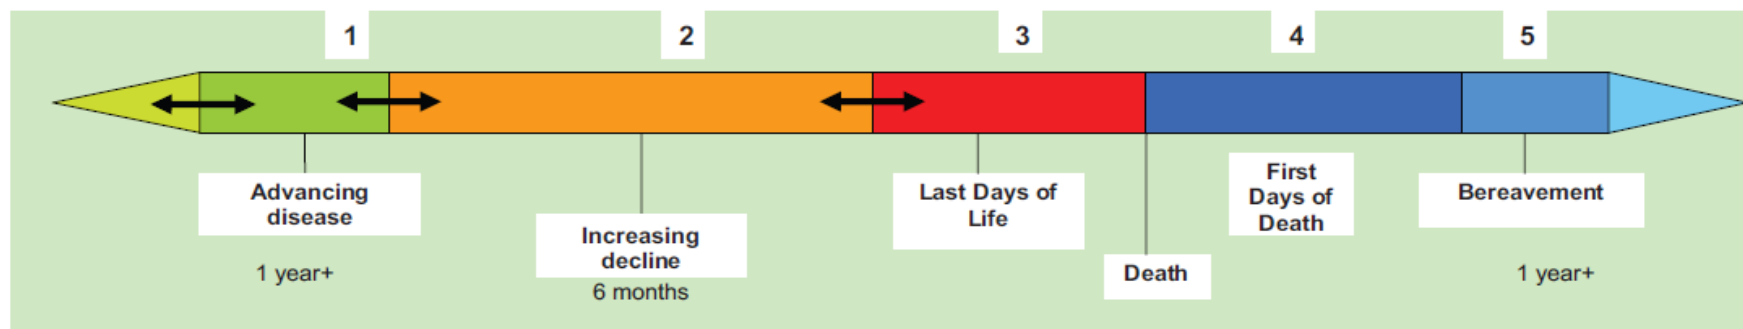 1
2
3
4
5
Advancing
disease
1 year+
Increasing
decline
6 months
Last Days of
Life
Death
First
Days of
Death
Bereavement
1 year+